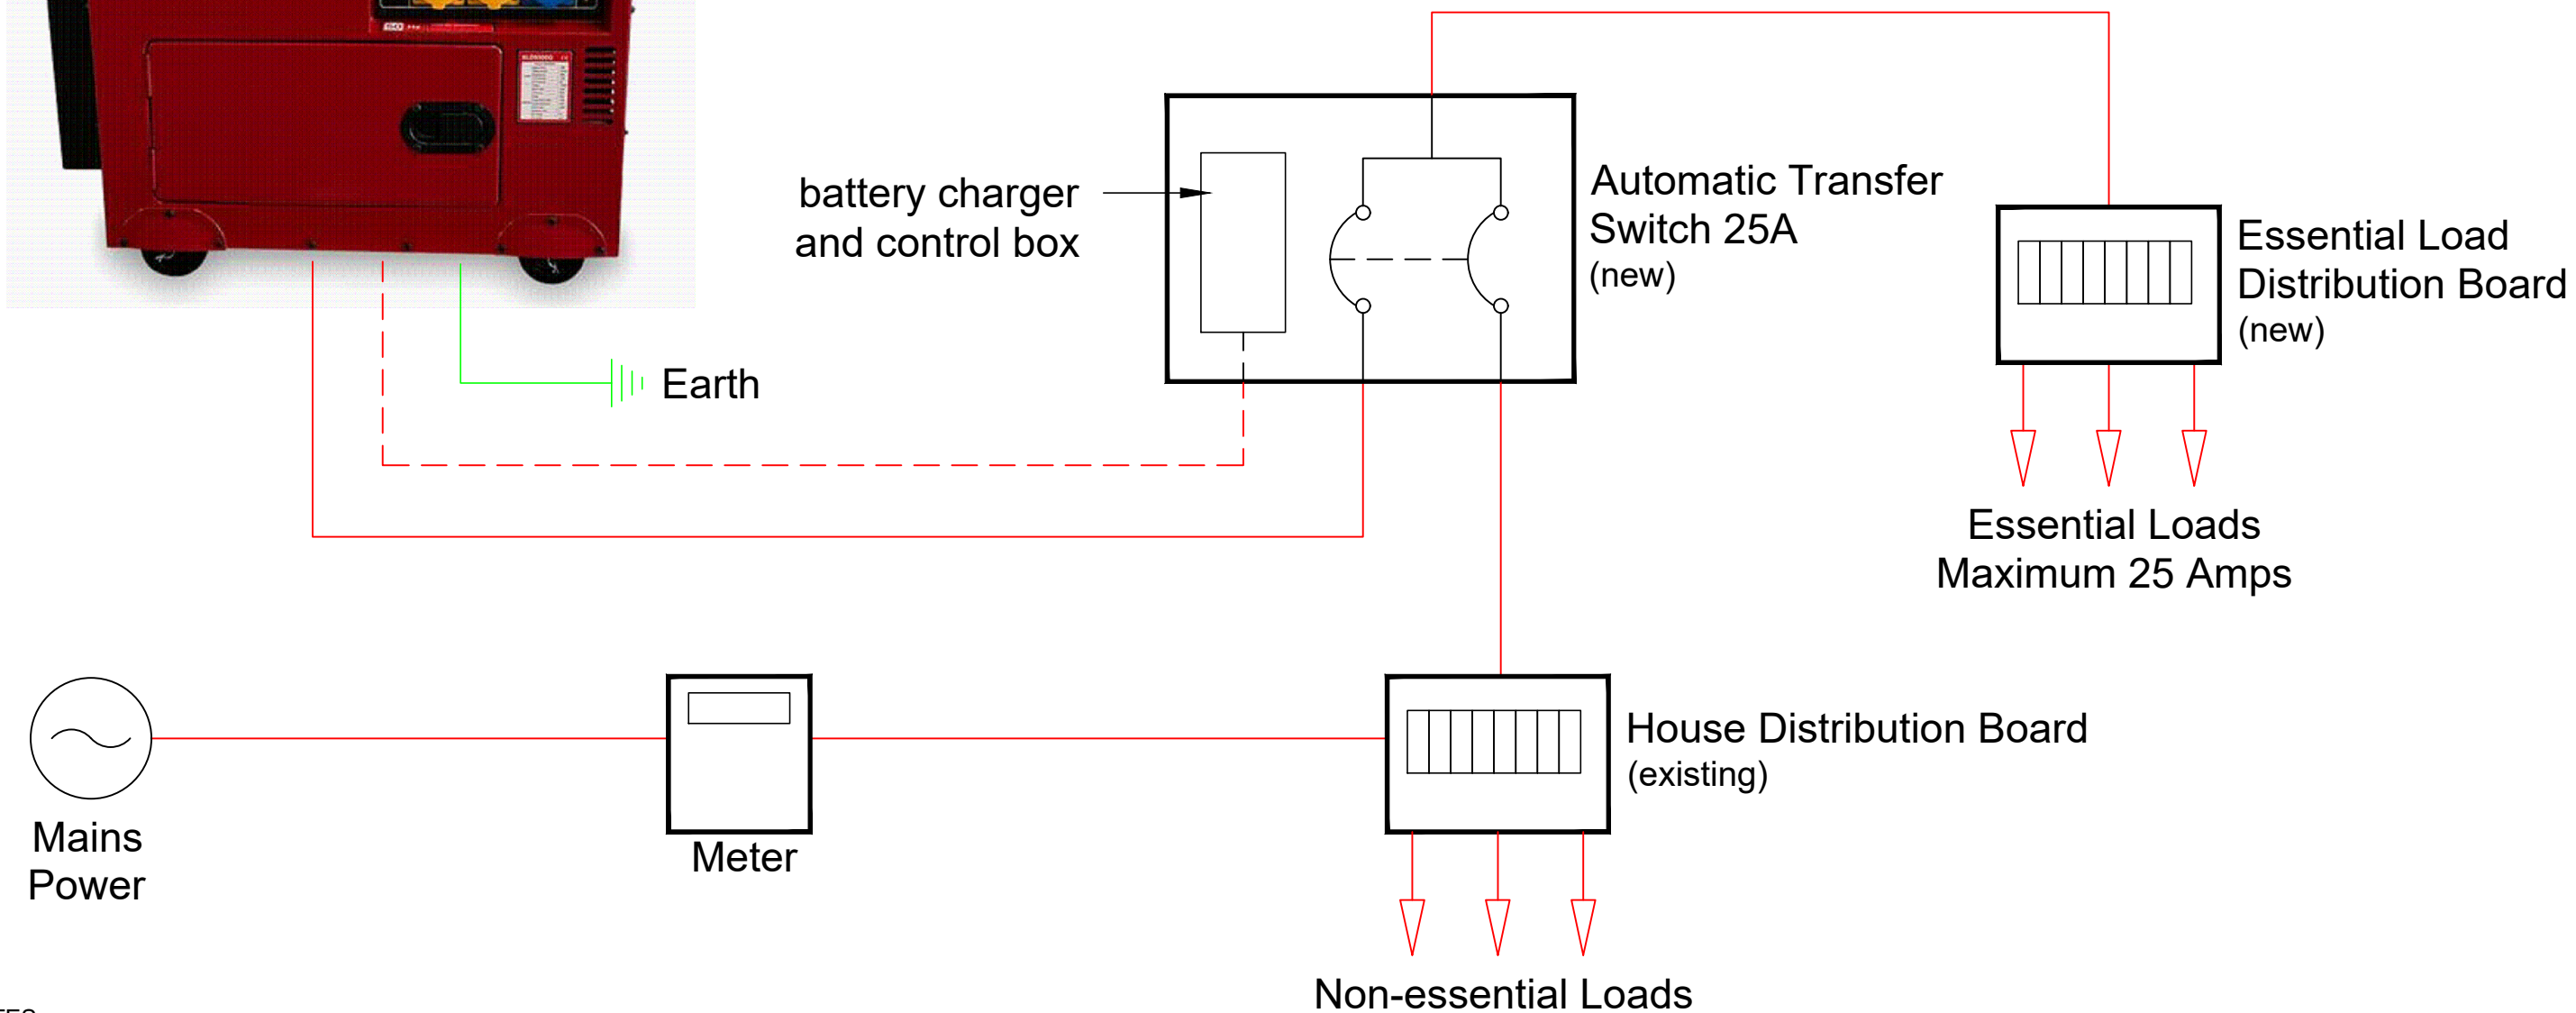 battery charger
and control box
Automatic Transfer
Switch 25A
(new)
Essential Load
Distribution Board
(new)
Earth
Essential Loads
Maximum 25 Amps
House Distribution Board
(existing)
Mains
Power
Meter
Non-essential Loads